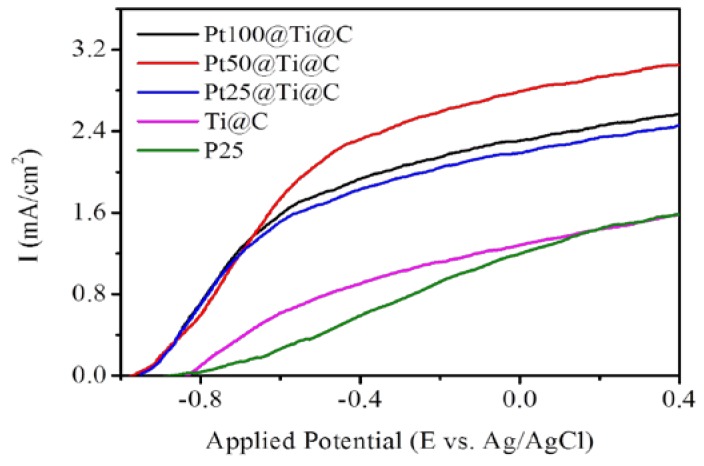 Pt100@Ti@C
Pt50@Ti@C
Pt25@Ti@C
Ti@C
P25
I (mA/cm²)
3.2
2.4
1.6
0.8
0.0
-0.8 -0.4 0.0 0.4
Applied Potential (E vs. Ag/AgCl)